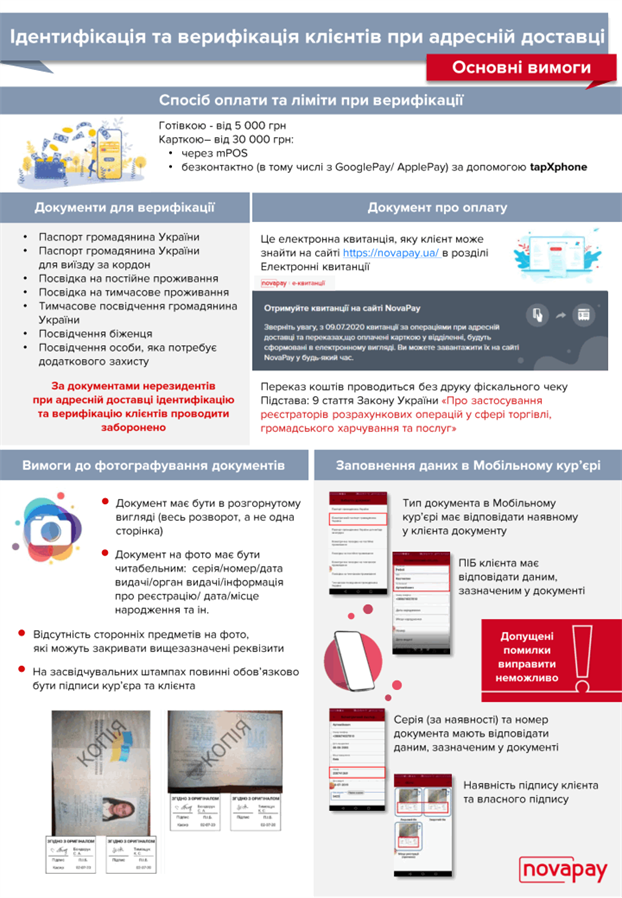 Ідентифікація та верифікація клієнтів при адресній доставці
Основні вимоги
Спосіб оплати та ліміти при верифікації
Готівкою - від 5 000 грн
Карткою– від 30 000 грн:
• через mPOS
• безконтактно (в тому числі з GooglePay/ ApplePay) за допомогою tapXphone
Документи для верифікації
• Паспорт громадянина України
• Паспорт громадянина України
для виїзду за кордон
• Посвідка на постійне проживання
• Посвідка на тимчасове проживання
• Тимчасове посвідчення громадянина
України
• Посвідчення біженця
• Посвідчення особи, яка потребує
додаткового захисту
За документами нерезидентів
при адресній доставці ідентифікацію
та верифікацію клієнтів проводити
заборонено
Документ про оплату
Це електронна квитанція, яку клієнт може
знайти на сайті https://novapay.ua/ в розділі
Електронні квитанції
novapay · е-квитанції
Отримуйте квитанції на сайті NovaPay
Зверніть увагу, з 09.07.2020 квитанції за операціями при адресній
доставці та переказах,що оплачені карткою у відділенні, будуть
сформовані в електронному вигляді. Ви можете завантажити їх на сайті
NovaPay у будь-який час.
Переказ коштів проводиться без друку фіскального чеку
Підстава: 9 стаття Закону України «Про застосування
реєстраторів розрахункових операцій у сфері торгівлі,
громадського харчування та послуг»
Вимоги до фотографування документів
Документ має бути в розгорнутому
вигляді (весь розворот, а не одна
сторінка)
Документ на фото має бути
читабельним: серія/номер/дата
видачі/орган видачі/інформація
про реєстрацію/ дата/місце
народження та ін.
Відсутність сторонніх предметів на фото,
які можуть закривати вищезазначені реквізити
На засвідчувальних штампах повинні обов’язково
бути підписи кур’єра та клієнта
КОПІЯ
КОПІЯ
ЗГІДНО З ОРИГІНАЛОМ
ЗГІДНО З ОРИГІНАЛОМ
Підпис П.І.Б.
Підпис П.І.Б.
ЗГІДНО З ОРИГІНАЛОМ
ЗГІДНО З ОРИГІНАЛОМ
Підпис П.І.Б.
Підпис П.І.Б.
Заповнення даних в Мобільному кур’єрі
Тип документа в Мобільному
кур’єрі має відповідати наявному
у клієнта документу
ПІБ клієнта має
відповідати даним,
зазначеним у документі
Допущені
помилки
виправити
неможливо
!
Серія (за наявності) та номер
документа мають відповідати
даним, зазначеним у документі
Наявність підпису клієнта
та власного підпису
novapay